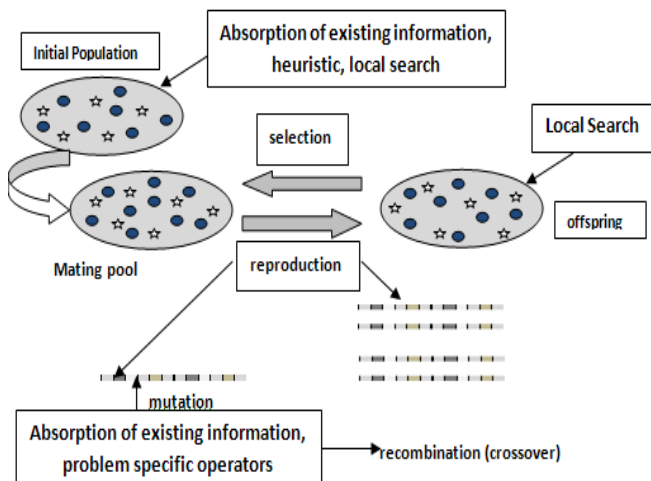 Initial Population
Absorption of existing information,
heuristic, local search
selection
Local Search
offspring
Mating pool
reproduction
mutation
Absorption of existing information,
problem specific operators
recombination (crossover)